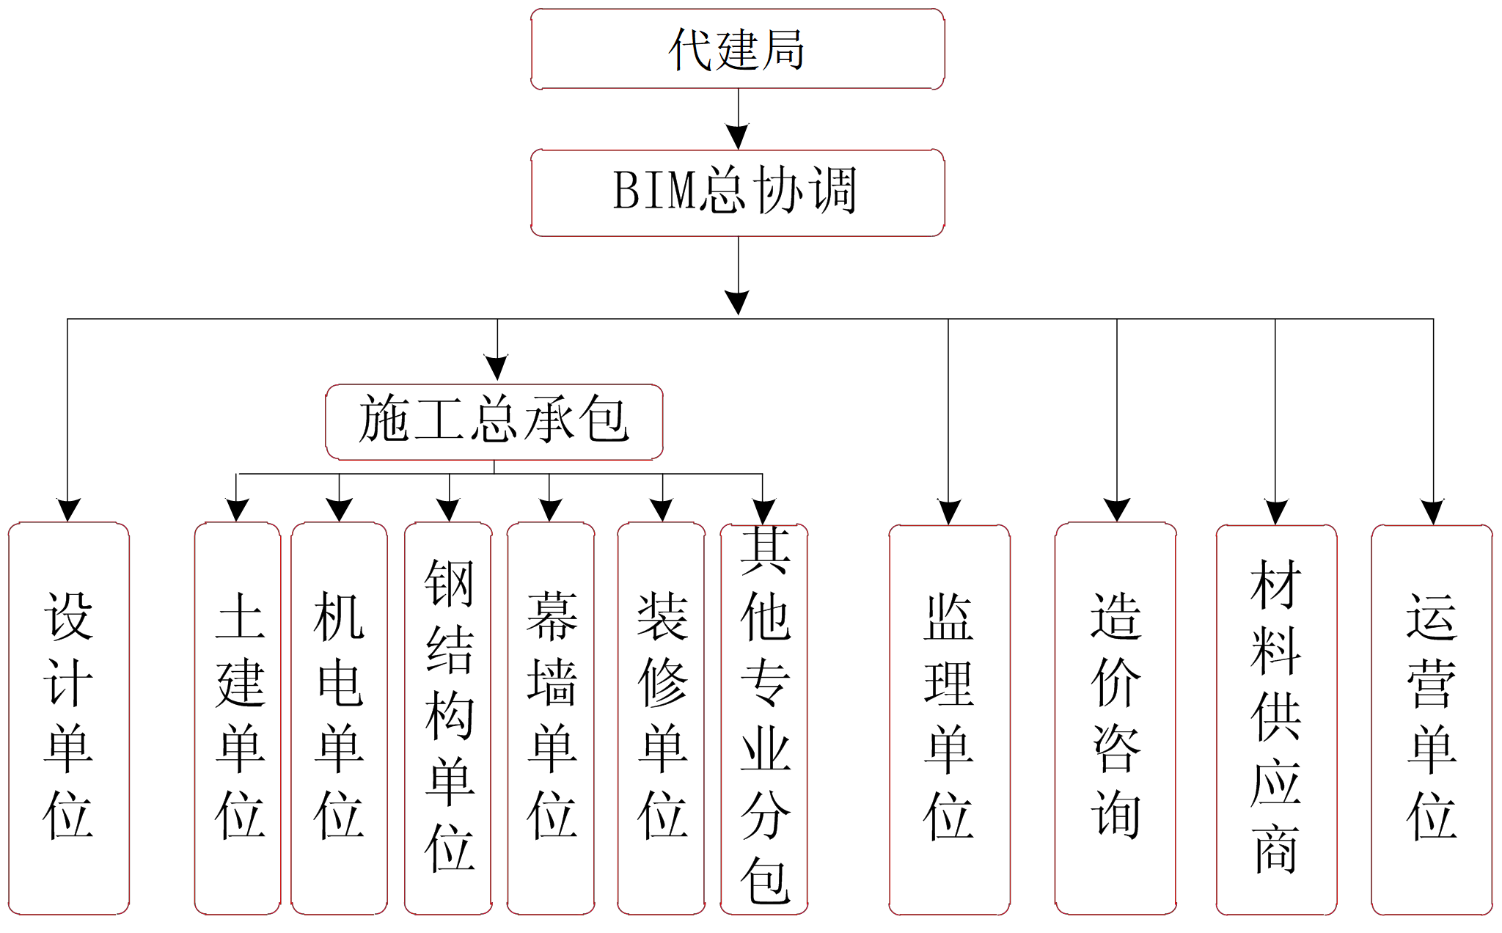 代建局
BIM总协调
施工总承包
设计单位
土建单位
机电单位
钢结构单位
幕墙单位
装修单位
其他专业分包
监理单位
造价咨询
材料供应商
运营单位